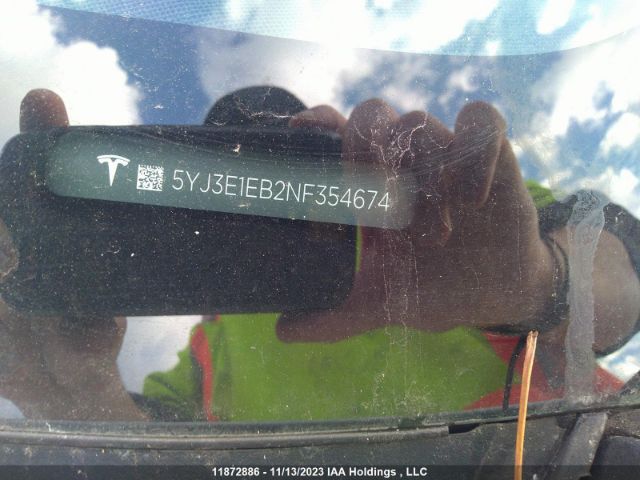 5YJ3E1EB2NF354674
11872886 - 11/13/2023 IAA Holdings , LLC